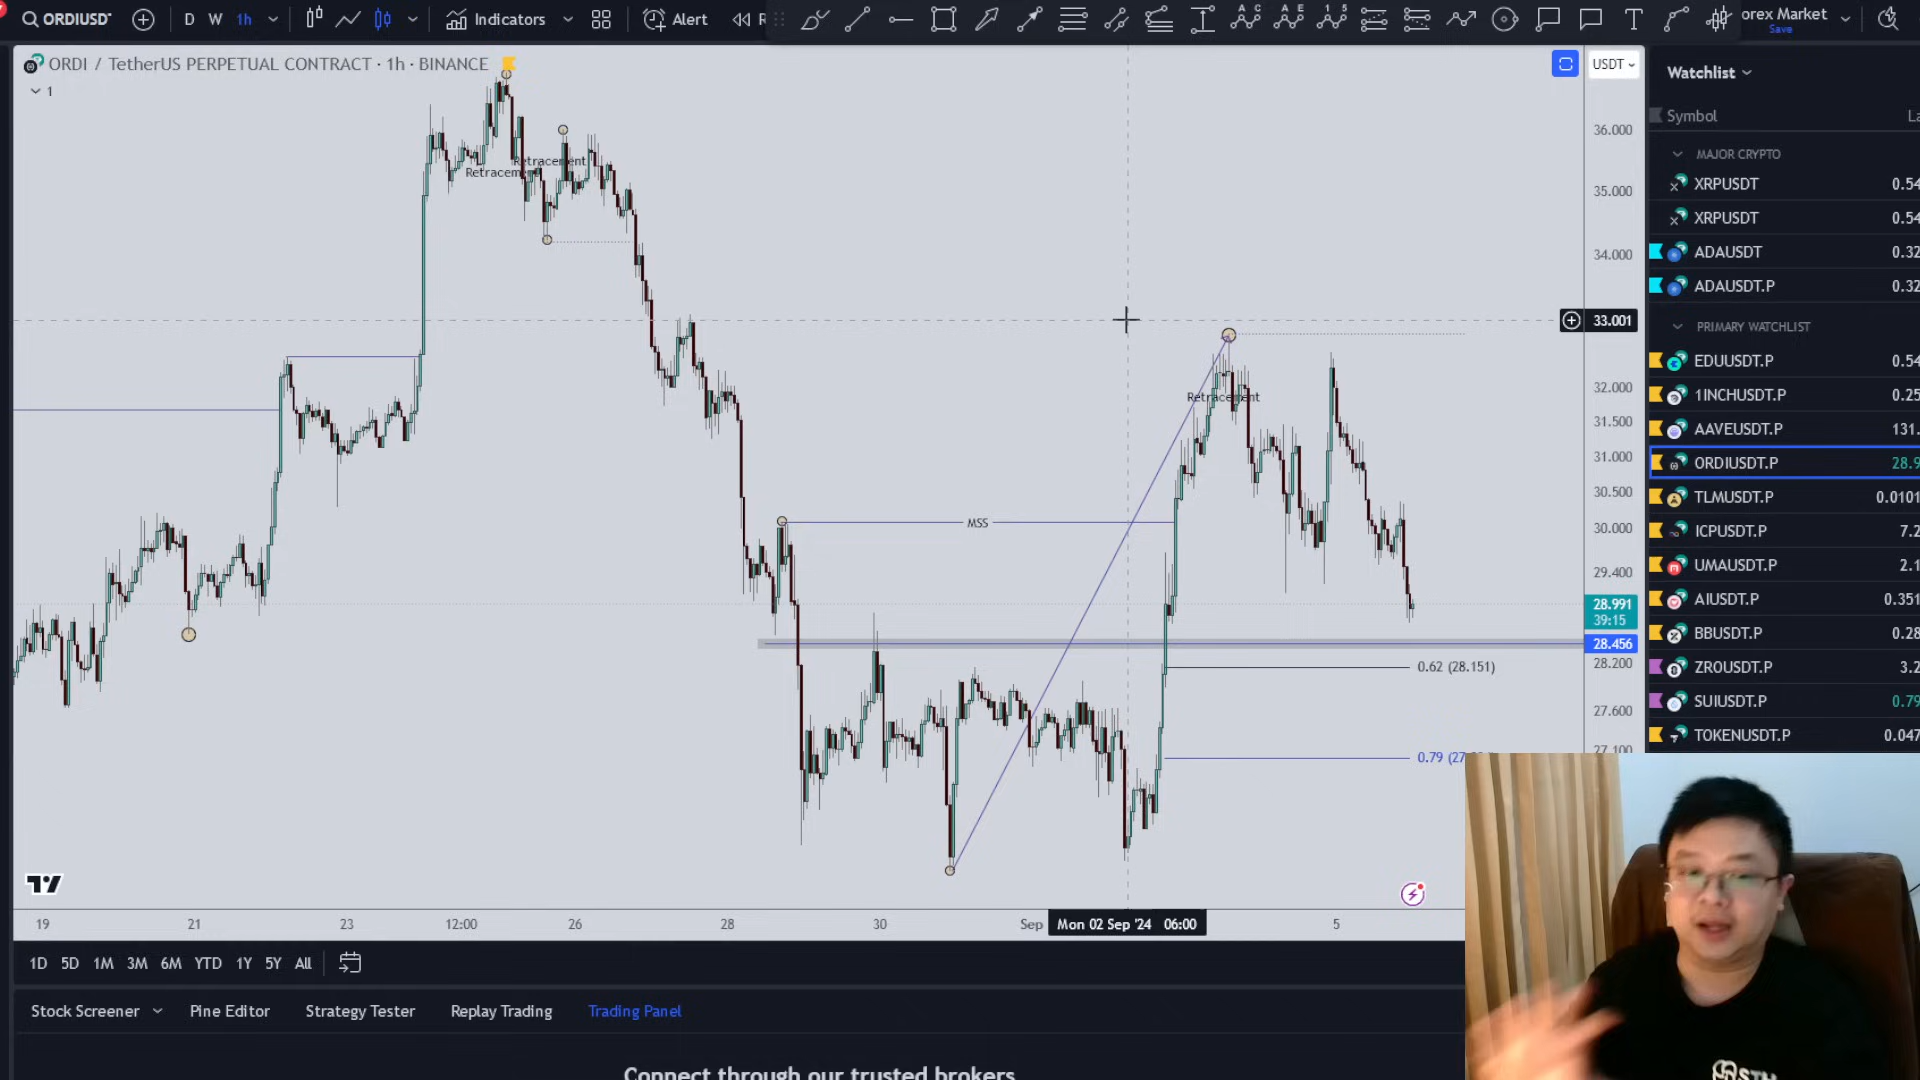 ORDIUSDT
D W 1h
Indicators
Alert
orex Market
Save
ORDI / TetherUS PERPETUAL CONTRACT · 1h · BINANCE
1
USDT
Retracement
MSS
Retracement
0.62 (28.151)
0.79 (27
36.000
35.000
34.000
33.001
32.000
31.500
31.000
30.500
30.000
29.400
28.991
39:15
28.456
28.200
27.600
27.100
19 21 23 12:00 26 28 30 Sep Mon 02 Sep '24 06:00 5
1D 5D 1M 3M 6M YTD 1Y 5Y All
Stock Screener Pine Editor Strategy Tester Replay Trading Trading Panel
Connect through our trusted brokers
Watchlist
Symbol La
MAJOR CRYPTO
XRPUSDT 0.54
XRPUSDT 0.54
ADAUSDT 0.32
ADAUSDT.P 0.32
PRIMARY WATCHLIST
EDUUSDT.P 0.54
1INCHUSDT.P 0.25
AAVEUSDT.P 131.
ORDIUSDT.P 28.9
TLMUSDT.P 0.0101
ICPUSDT.P 7.2
UMAUSDT.P 2.1
AIUSDT.P 0.351
BBUSDT.P 0.28
ZROUSDT.P 3.2
SUIUSDT.P 0.79
TOKENUSDT.P 0.047